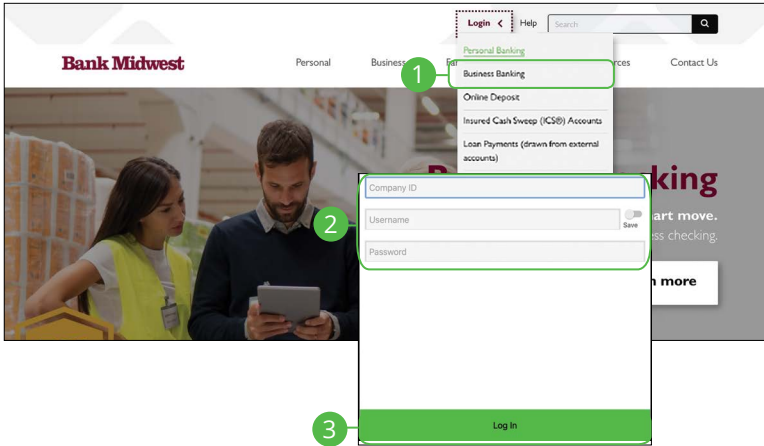 Login < Help Search
Personal Banking
Bank Midwest Personal Business Contact Us
1 Business Banking
Online Deposit
Insured Cash Sweep (ICS®) Accounts
Loan Payments (drawn from external
accounts)
king
Company ID
art move.
2 Username Save
ess checking.
Password
more
3 Log In